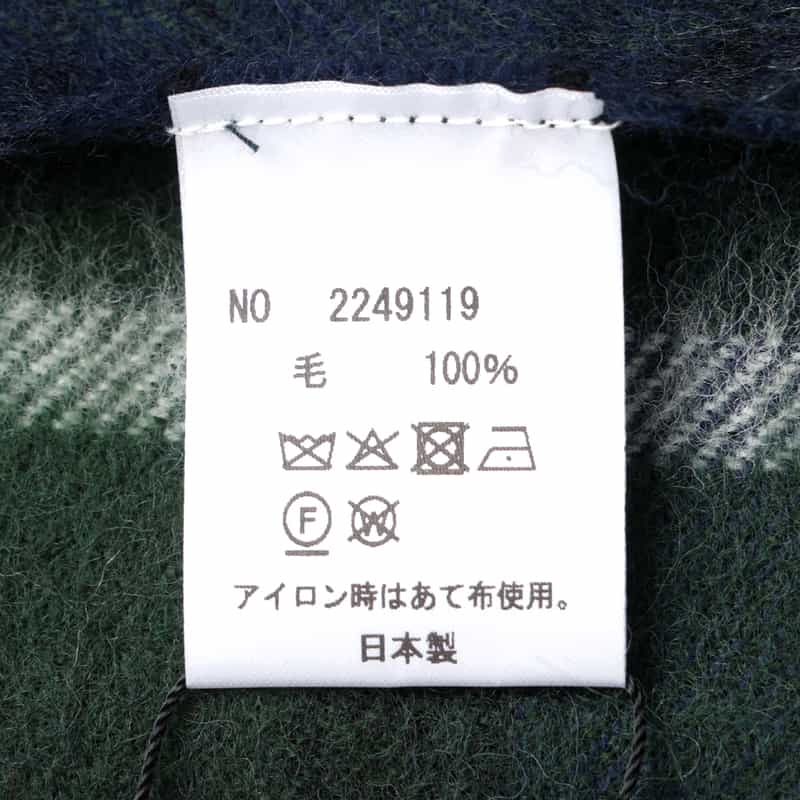 NO 2249119
毛 100%
F W
アイロン時はあて布使用。
日本製